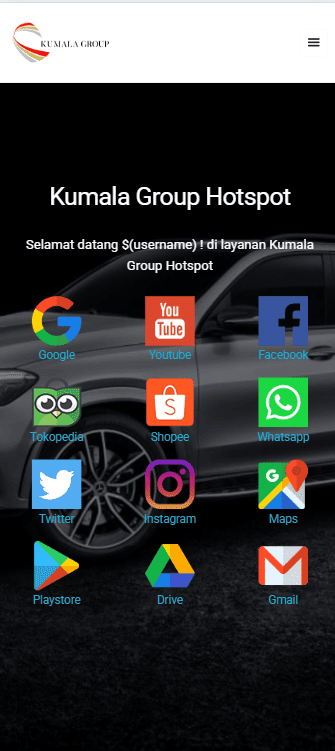 KUMALA GROUP
Kumala Group Hotspot
Selamat datang $(username) ! di layanan Kumala
Group Hotspot
You
Tube
Google
Youtube
Facebook
Tokopedia
Shopee
Whatsapp
G
Twitter
Instagram
Maps
Playstore
Drive
Gmail